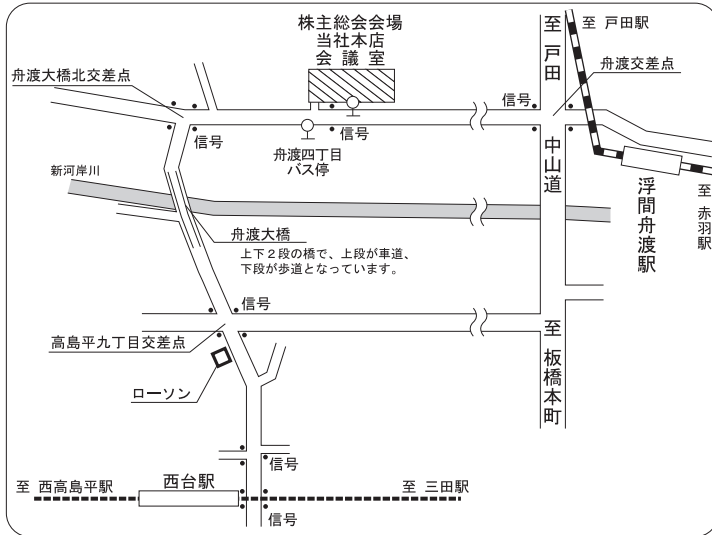 株主総会会場
当社本店
会議室
至 戸田
至 戸田駅
舟渡大橋北交差点
舟渡交差点
信号
信号
信号
舟渡四丁目
バス停
中山道
新河岸川
浮間舟渡駅
至 赤羽駅
舟渡大橋
上下2段の橋で、上段が車道、
下段が歩道となっています。
信号
高島平九丁目交差点
至 板橋本町
ローソン
信号
至 西高島平駅
西台駅
至 三田駅
信号